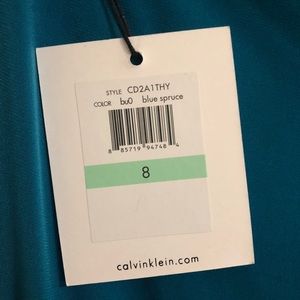 STYLE CD2A1THY
COLOR bu0 blue spruce
8 85719 94748 4
8
calvinklein.com